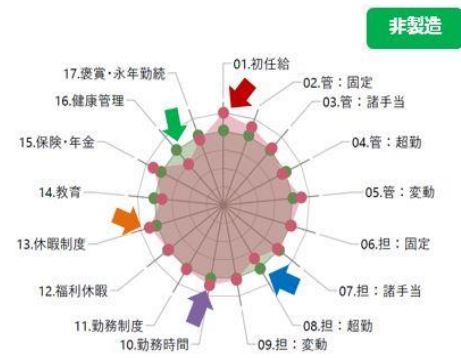 非製造
01.初任給
02.管：固定
03.管：諸手当
04.管：超勤
05.管：変動
06.担：固定
07.担：諸手当
08.担：超勤
09.担：変動
10.勤務時間
11.勤務制度
12.福利休暇
13.休暇制度
14.教育
15.保険･年金
16.健康管理
17.褒賞･永年勤続